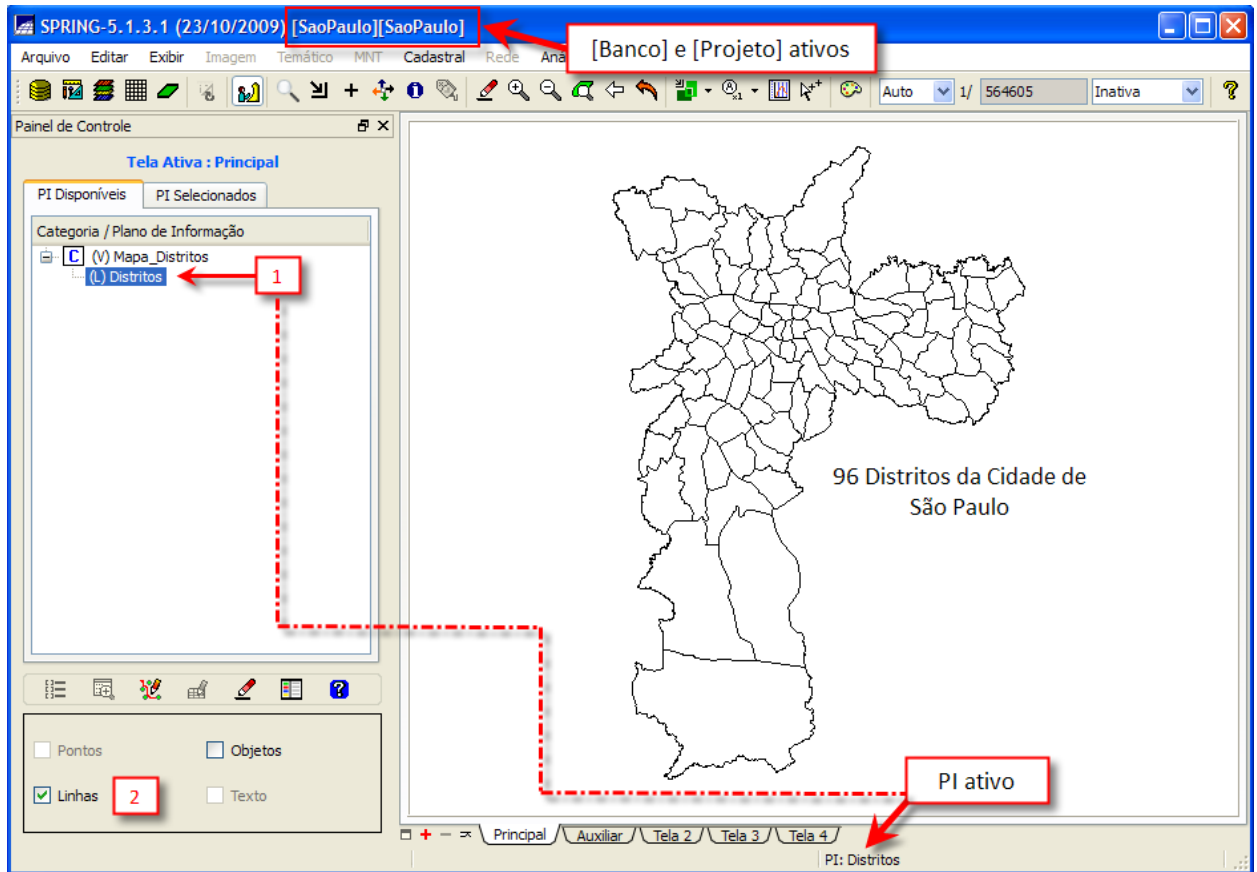 SPRING-5.1.3.1 (23/10/2009) [SaoPaulo][SaoPaulo]
[Banco] e [Projeto] ativos
Arquivo Editar Exibir Imagem Temático MNT Cadastral Rede
Auto 1/ 564605 Inativa
Painel de Controle
Tela Ativa : Principal
PI Disponíveis PI Selecionados
Categoria / Plano de Informação
C (V) Mapa_Distritos
(L) Distritos
1
96 Distritos da Cidade de
São Paulo
Pontos Objetos
Linhas 2 Texto
PI ativo
Principal Auxiliar Tela 2 Tela 3 Tela 4
PI: Distritos